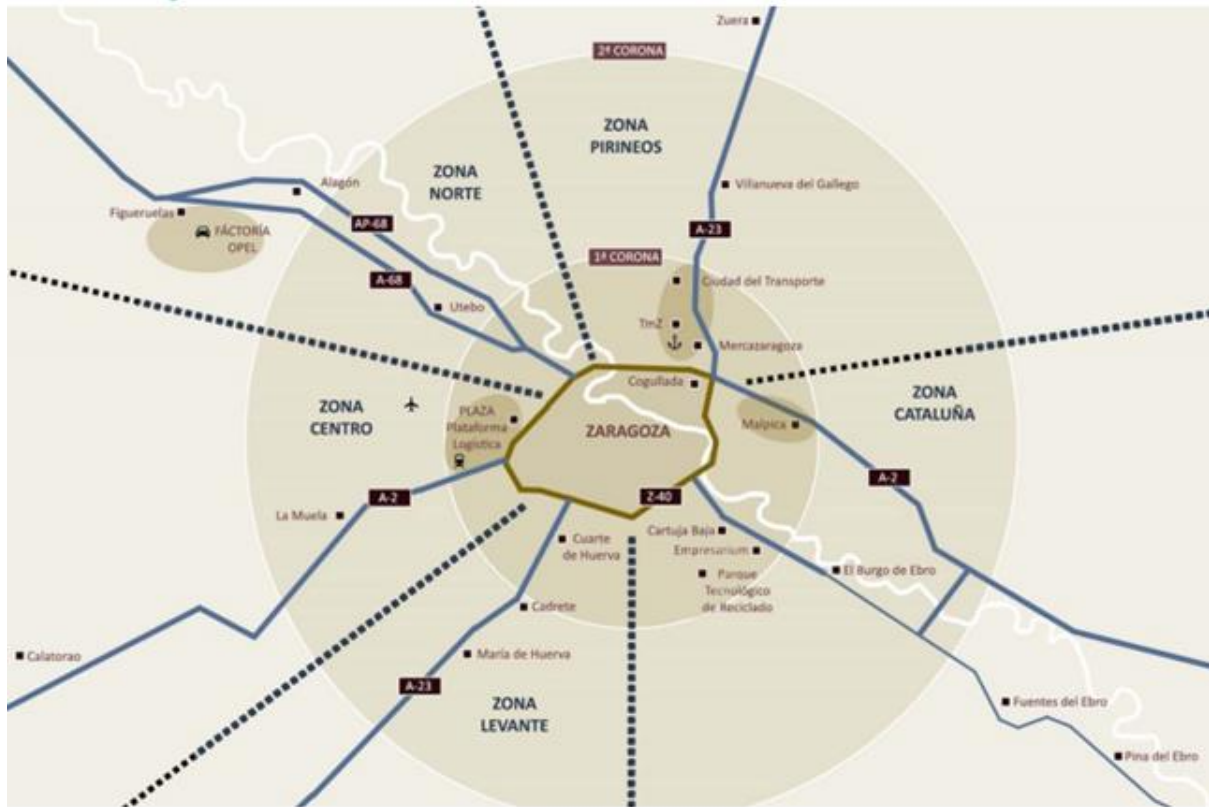 Zuera
2ª CORONA
ZONA
PIRINEOS
ZONA
NORTE
Alagón
Villanueva del Gallego
Figueruelas
FÁCTORÍA
OPEL
AP-68
A-23
1ª CORONA
A-68
Ciudad del Transporte
Utebo
TmZ
Mercazaragoza
Cogullada
ZONA
CENTRO
PLAZA
Plataforma
Logística
ZARAGOZA
Malpica
ZONA
CATALUÑA
A-2
Z-40
A-2
La Muela
Cuarte
de Huerva
Cartuja Baja
Empresarium
El Burgo de Ebro
Parque
Tecnológico
de Reciclado
Cadrete
Calatorao
María de Huerva
A-23
ZONA
LEVANTE
Fuentes del Ebro
Pina del Ebro